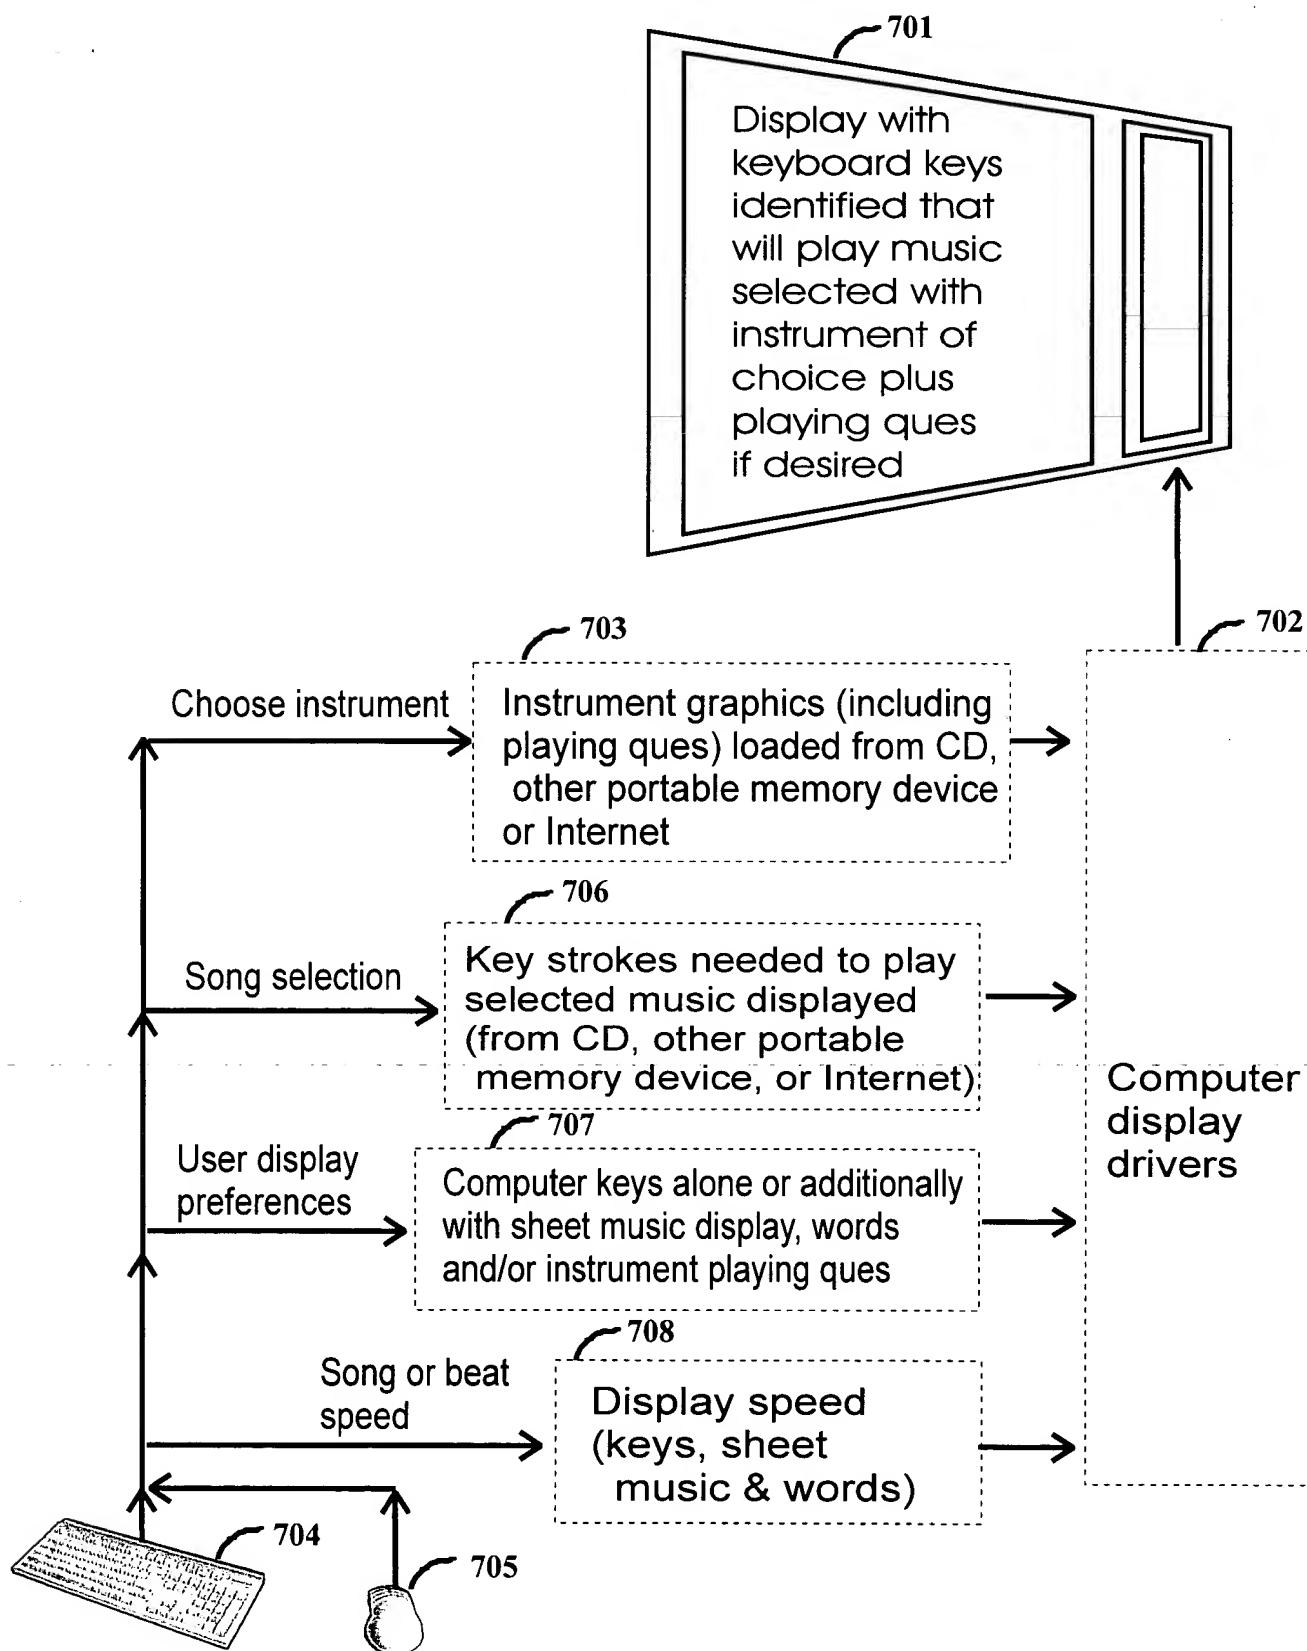 701
Display with
keyboard keys
identified that
will play music
selected with
instrument of
choice plus
playing ques
if desired
702
703
Choose instrument
Instrument graphics (including
playing ques) loaded from CD,
other portable memory device
or Internet
706
Song selection
Key strokes needed to play
selected music displayed
(from CD, other portable
memory device, or Internet)
Computer
display
drivers
707
User display
preferences
Computer keys alone or additionally
with sheet music display, words
and/or instrument playing ques
708
Song or beat
speed
Display speed
(keys, sheet
music & words)
704
705